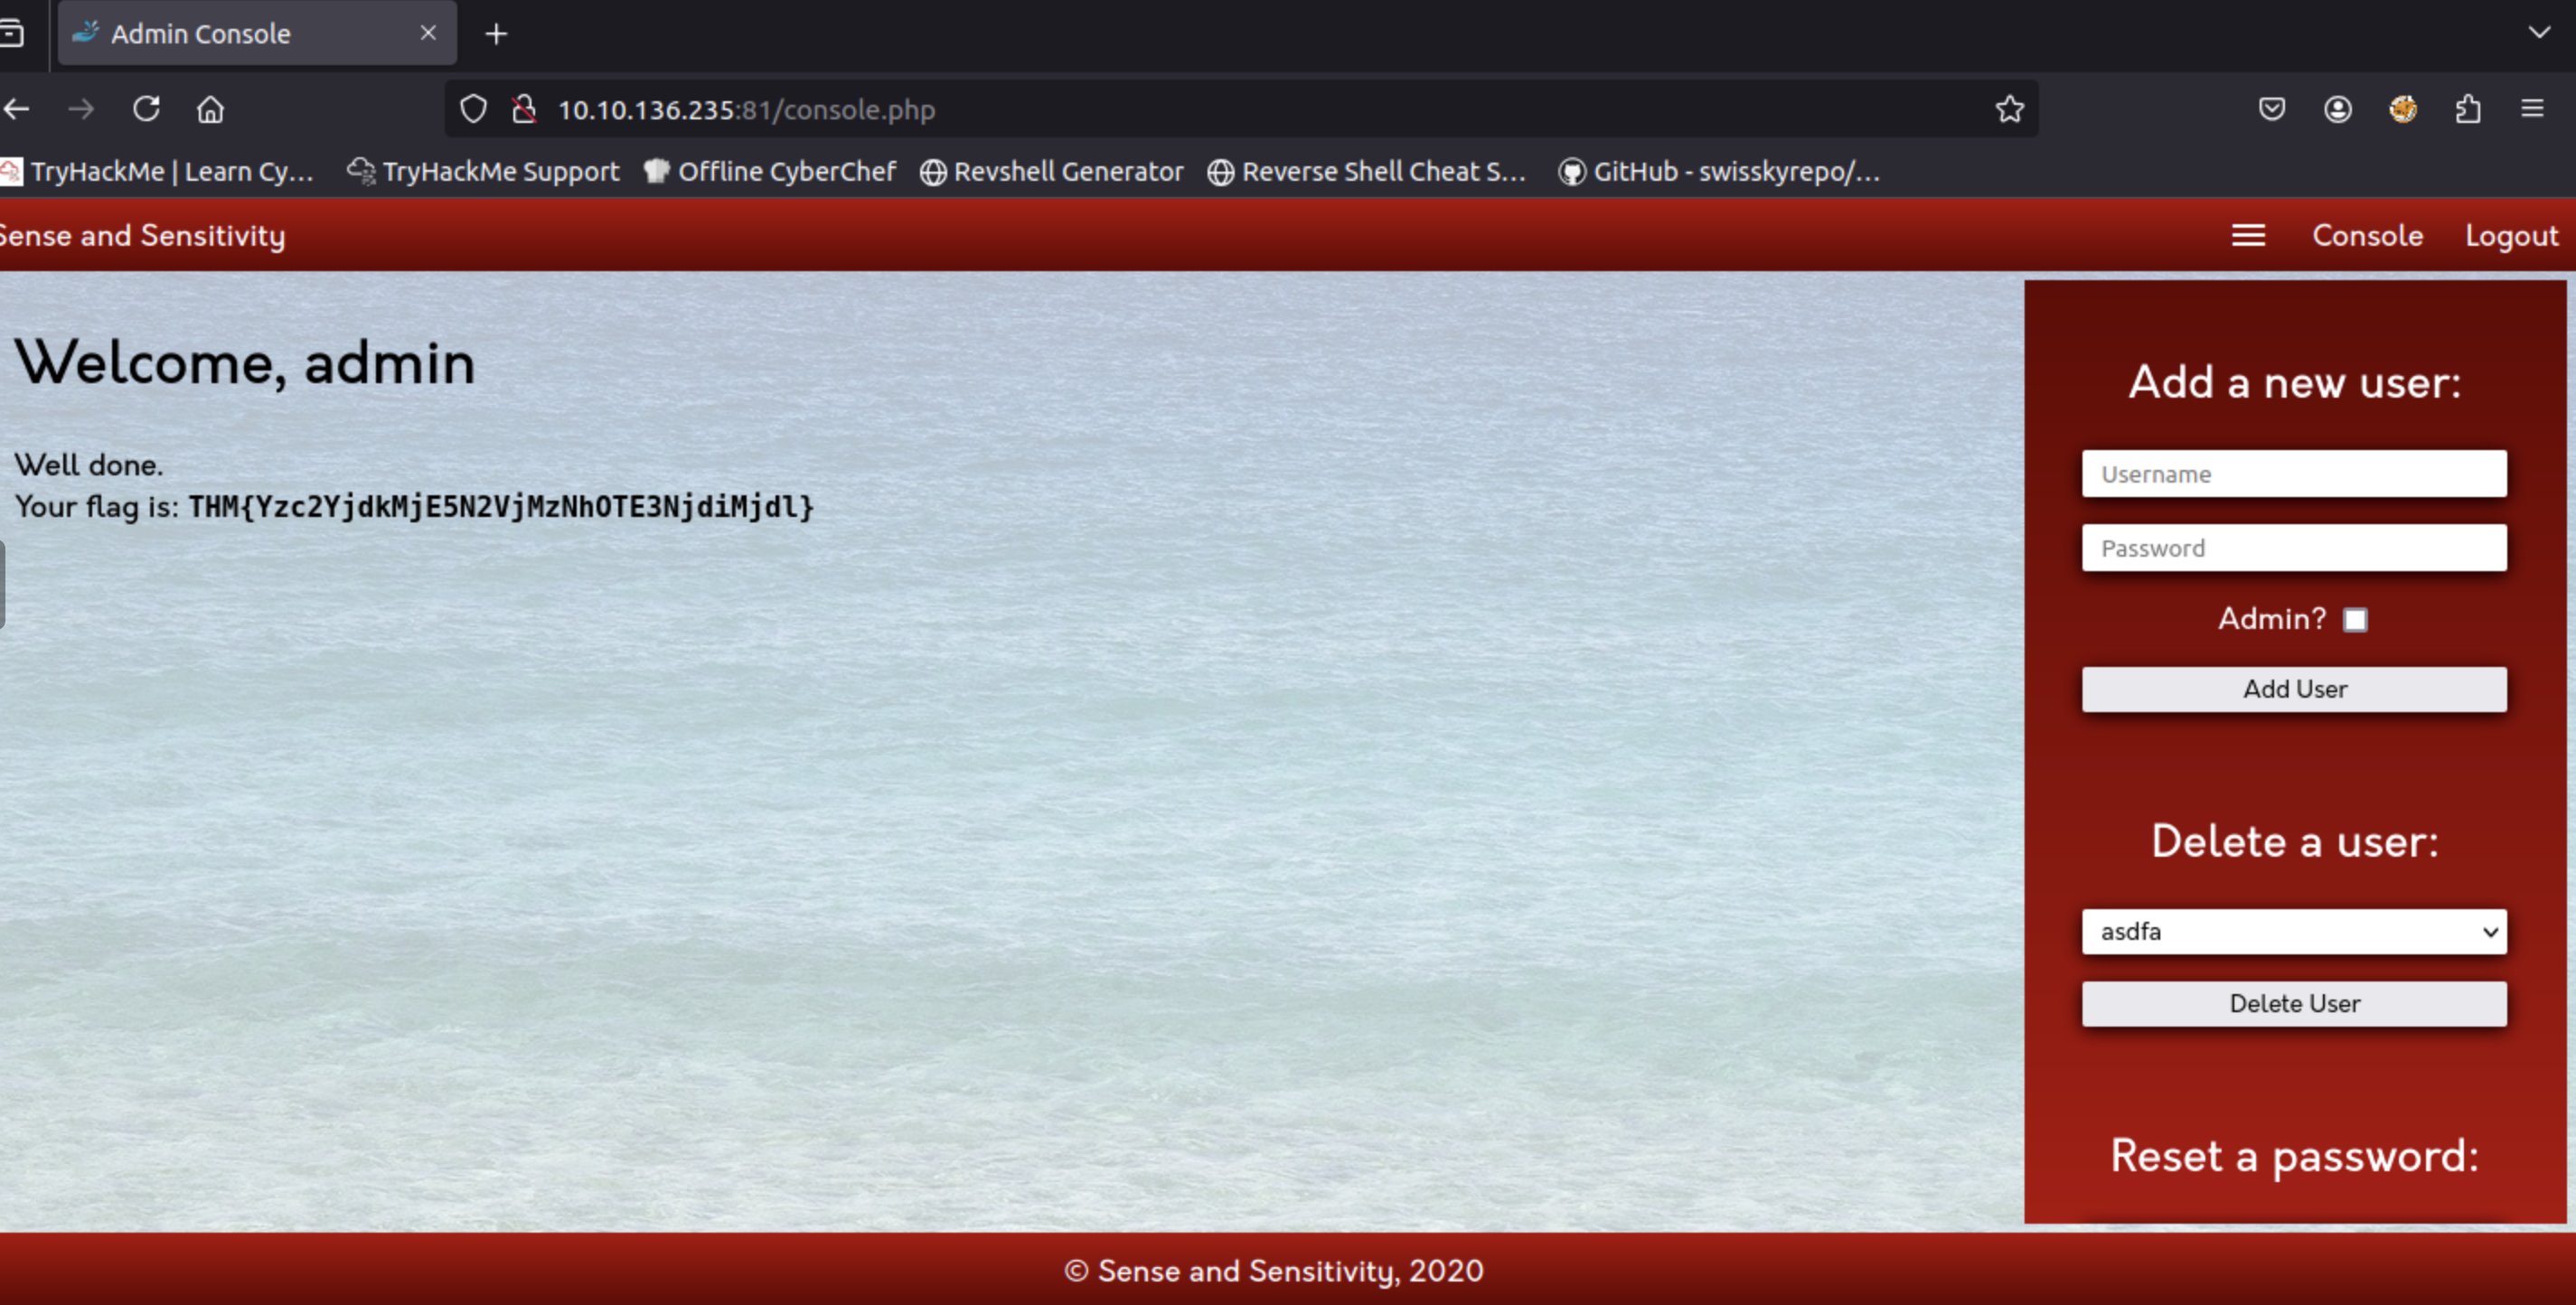 Admin Console
10.10.136.235:81/console.php
TryHackMe | Learn Cy... TryHackMe Support Offline CyberChef Revshell Generator Reverse Shell Cheat S... GitHub - swisskyrepo/...
Sense and Sensitivity Console Logout
Welcome, admin
Well done.
Your flag is: THM{Yzc2YjdkMjE5N2VjMzNhOTE3NjdiMjdl}
Add a new user:
Username
Password
Admin?
Add User
Delete a user:
asdfa
Delete User
Reset a password:
© Sense and Sensitivity, 2020